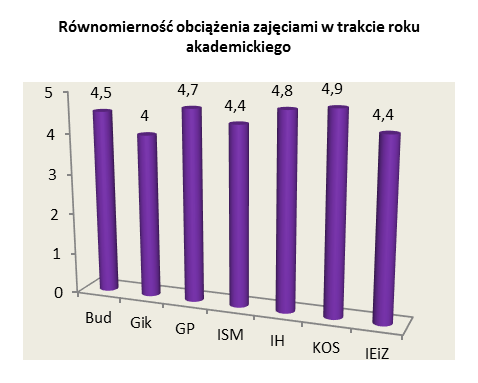 Równomierność obciążenia zajęciami w trakcie roku
akademickiego
5
4
3
2
1
0
4,5
4
4,7
4,4
4,8
4,9
4,4
Bud
Gik
GP
ISM
IH
KOS
IEiZ